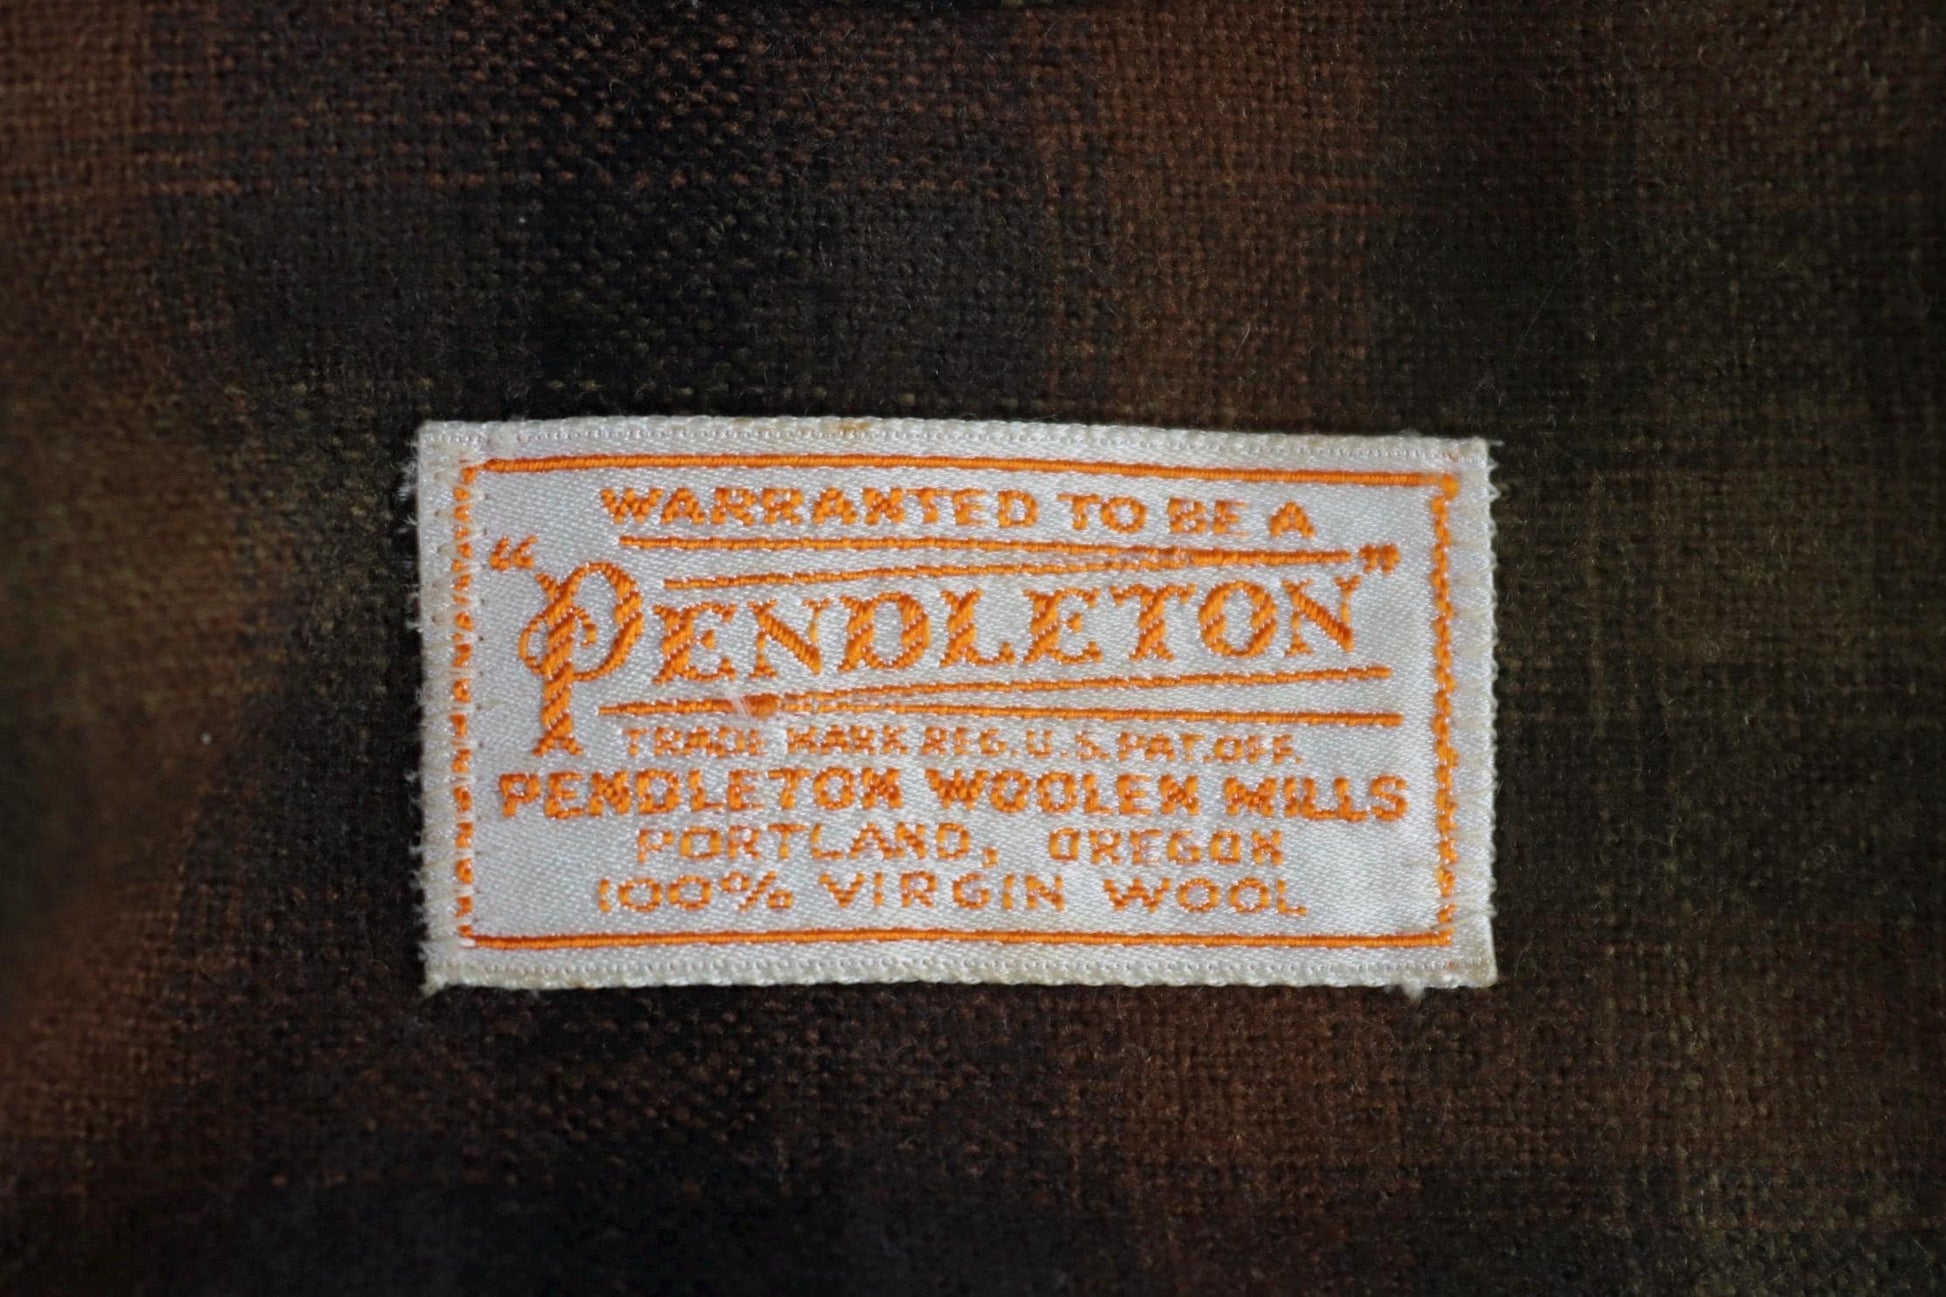 WARRANTED TO BE A
"PENDLETON"
TRADE MARK REG. U.S. PAT. OFF.
PENDLETON WOOLEN MILLS
PORTLAND, OREGON
100% VIRGIN WOOL